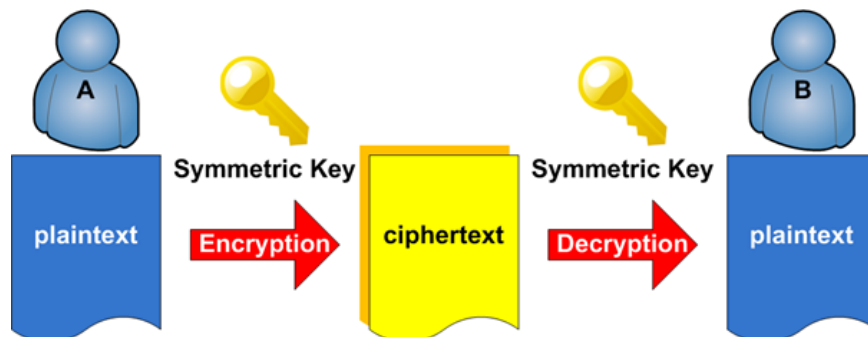 A
B
Symmetric Key
Symmetric Key
plaintext
Encryption
ciphertext
Decryption
plaintext